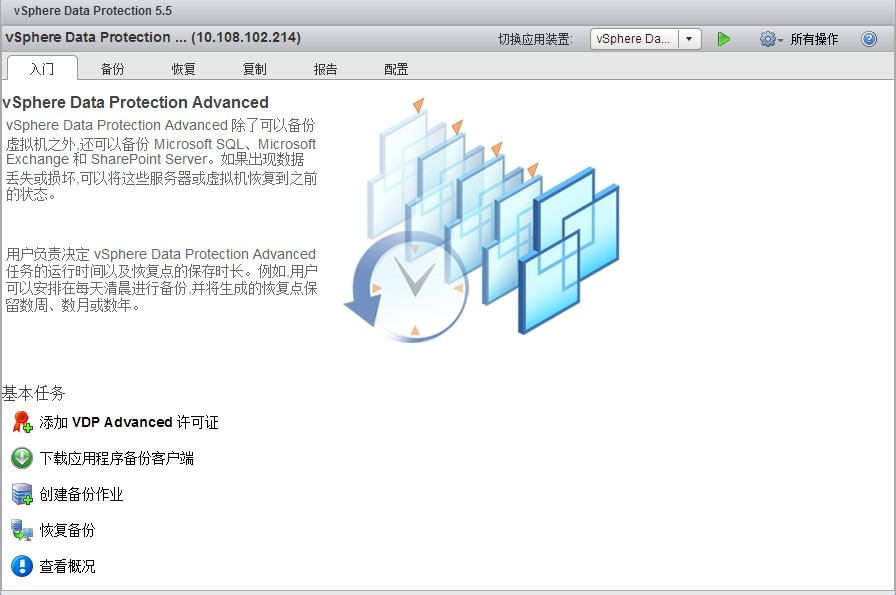 vSphere Data Protection 5.5
vSphere Data Protection ... (10.108.102.214)
切换应用装置:
vSphere Da...
所有操作
入门
备份
恢复
复制
报告
配置
vSphere Data Protection Advanced
vSphere Data Protection Advanced 除了可以备份
虚拟机之外,还可以备份 Microsoft SQL、Microsoft
Exchange 和 SharePoint Server。如果出现数据
丢失或损坏,可以将这些服务器或虚拟机恢复到之前
的状态。
用户负责决定 vSphere Data Protection Advanced
任务的运行时间以及恢复点的保存时长。例如,用户
可以安排在每天清晨进行备份,并将生成的恢复点保
留数周、数月或数年。
基本任务
添加 VDP Advanced 许可证
下载应用程序备份客户端
创建备份作业
恢复备份
查看概况